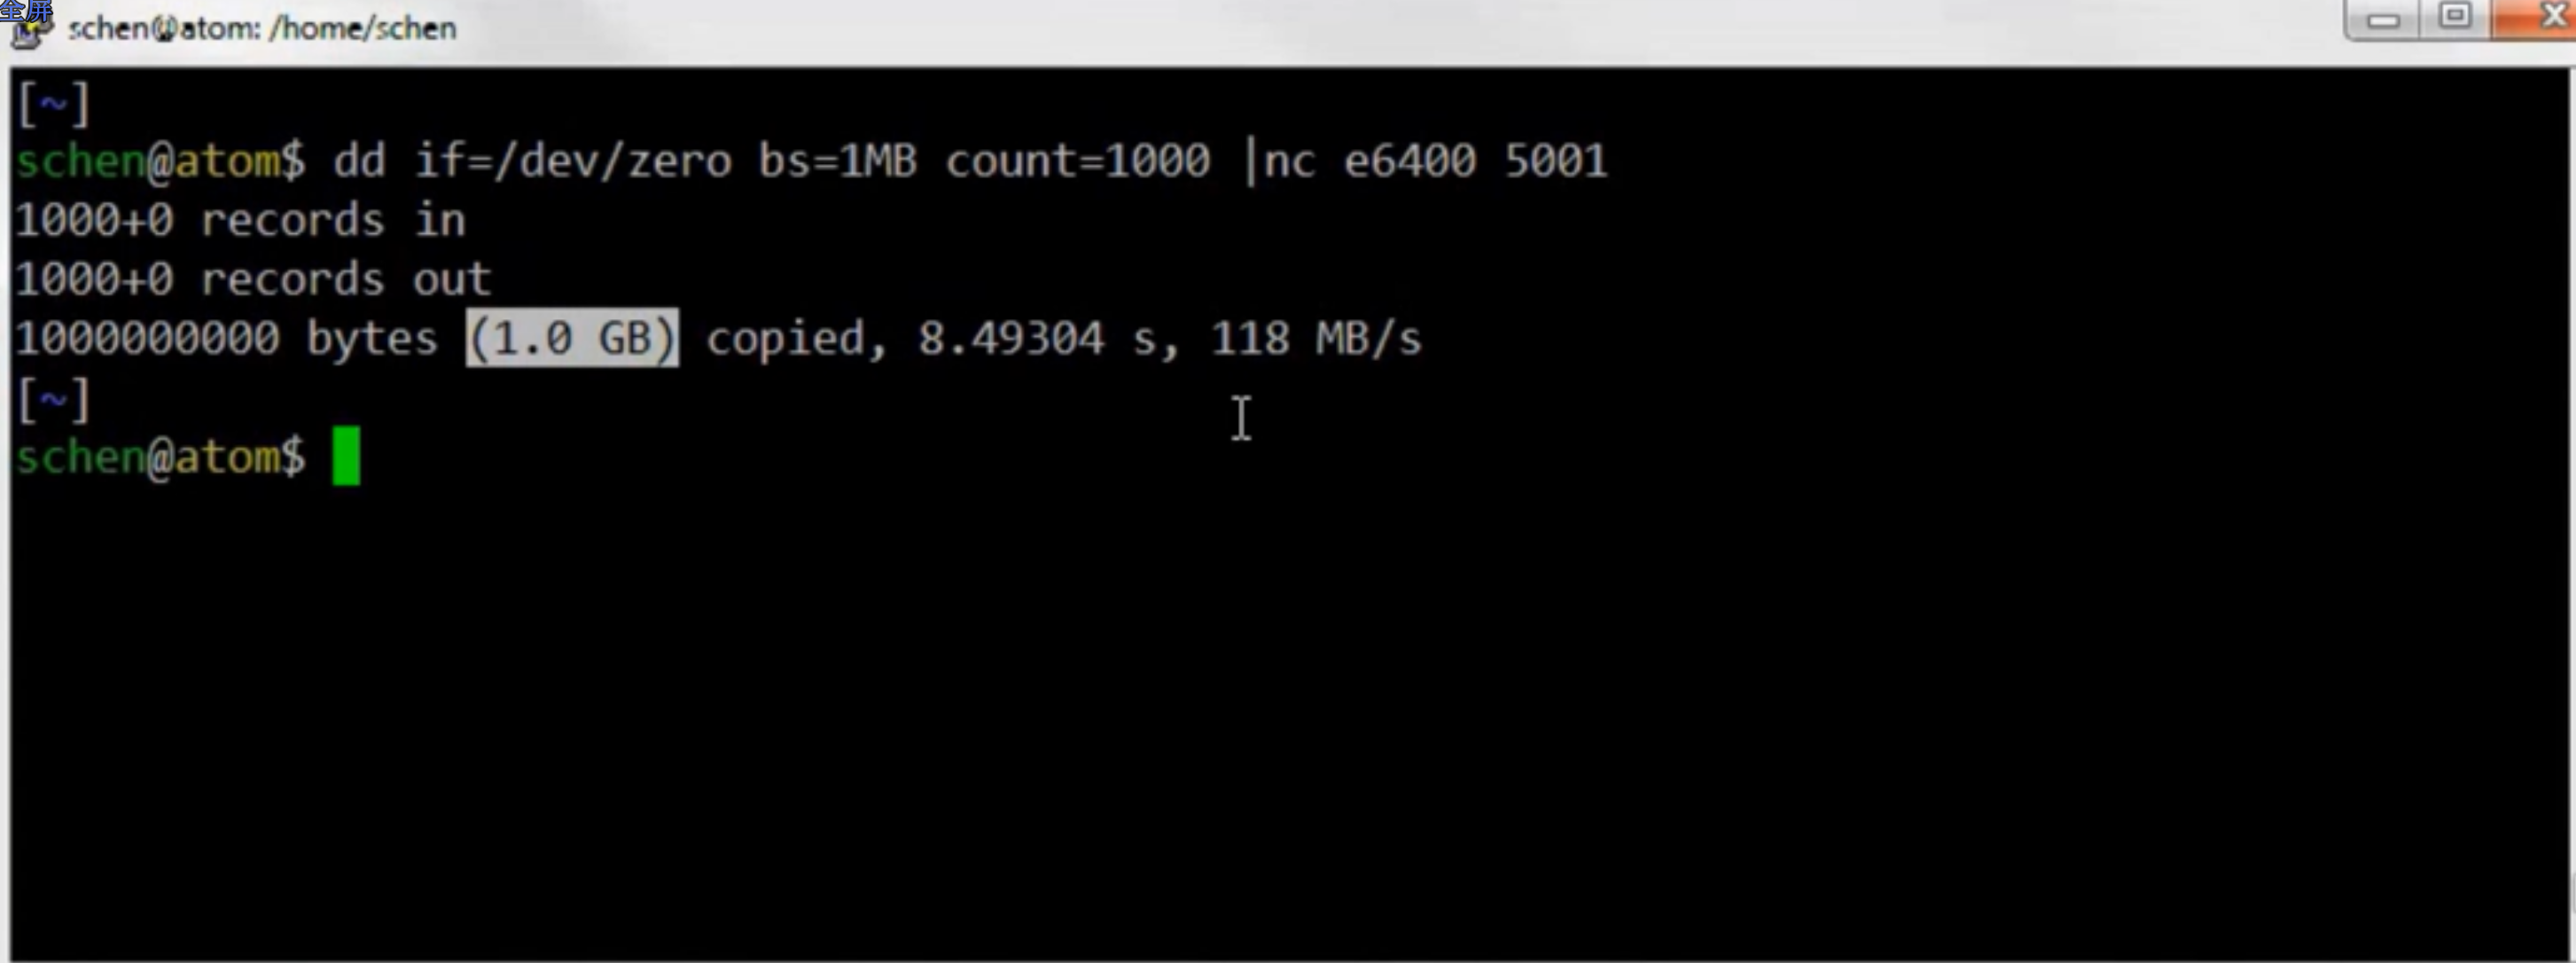 全屏
schen@atom: /home/schen
[~]
schen@atom$ dd if=/dev/zero bs=1MB count=1000 |nc e6400 5001
1000+0 records in
1000+0 records out
1000000000 bytes (1.0 GB) copied, 8.49304 s, 118 MB/s
[~]
schen@atom$